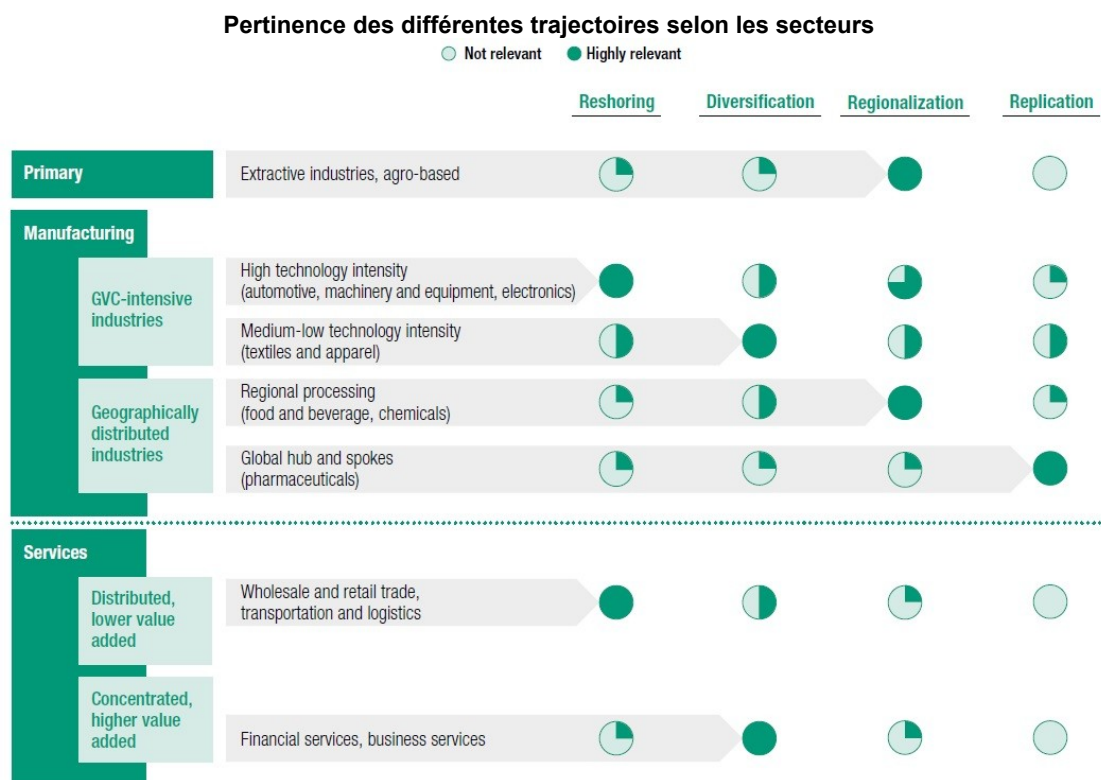 Pertinence des différentes trajectoires selon les secteurs
Not relevant Highly relevant
Reshoring Diversification Regionalization Replication
Primary
Extractive industries, agro-based
Manufacturing
GVC-intensive
industries
High technology intensity
(automotive, machinery and equipment, electronics)
Medium-low technology intensity
(textiles and apparel)
Geographically
distributed
industries
Regional processing
(food and beverage, chemicals)
Global hub and spokes
(pharmaceuticals)
Services
Distributed,
lower value
added
Wholesale and retail trade,
transportation and logistics
Concentrated,
higher value
added
Financial services, business services